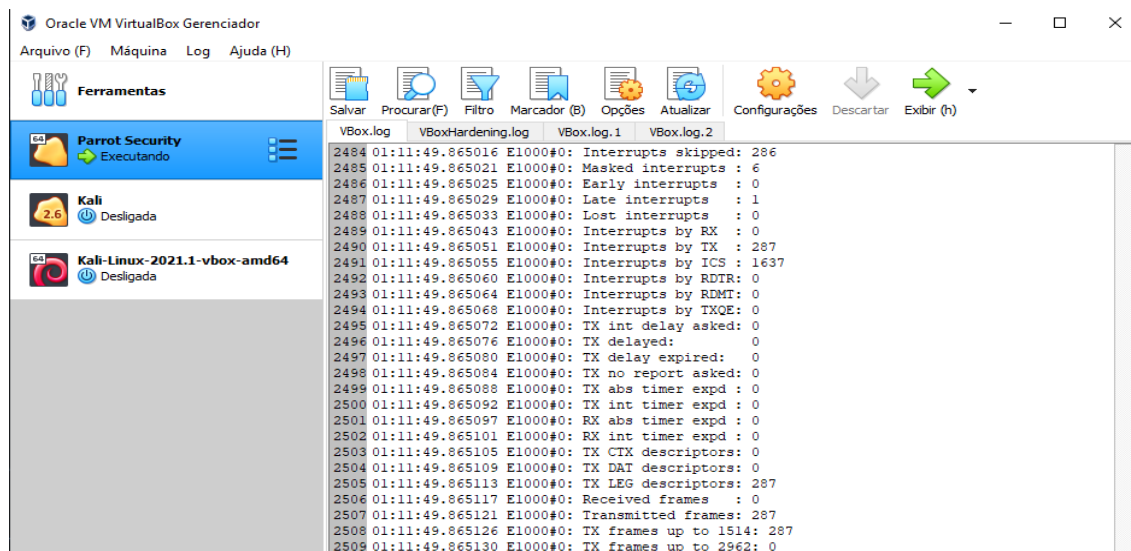 Oracle VM VirtualBox Gerenciador
Arquivo (F) Máquina Log Ajuda (H)
Ferramentas
Salvar Procurar(F) Filtro Marcador (B) Opções Atualizar Configurações Descartar Exibir (h)
VBox.log VBoxHardening.log VBox.log.1 VBox.log.2
64 Parrot Security
Executando
2.6 Kali
Desligada
64 Kali-Linux-2021.1-vbox-amd64
Desligada
2484 01:11:49.865016 E1000#0: Interrupts skipped: 286
2485 01:11:49.865021 E1000#0: Masked interrupts : 6
2486 01:11:49.865025 E1000#0: Early interrupts : 0
2487 01:11:49.865029 E1000#0: Late interrupts : 1
2488 01:11:49.865033 E1000#0: Lost interrupts : 0
2489 01:11:49.865043 E1000#0: Interrupts by RX : 0
2490 01:11:49.865051 E1000#0: Interrupts by TX : 287
2491 01:11:49.865055 E1000#0: Interrupts by ICS : 1637
2492 01:11:49.865060 E1000#0: Interrupts by RDTR: 0
2493 01:11:49.865064 E1000#0: Interrupts by RDMT: 0
2494 01:11:49.865068 E1000#0: Interrupts by TXQE: 0
2495 01:11:49.865072 E1000#0: TX int delay asked: 0
2496 01:11:49.865076 E1000#0: TX delayed: 0
2497 01:11:49.865080 E1000#0: TX delay expired: 0
2498 01:11:49.865084 E1000#0: TX no report asked: 0
2499 01:11:49.865088 E1000#0: TX abs timer expd : 0
2500 01:11:49.865092 E1000#0: TX int timer expd : 0
2501 01:11:49.865097 E1000#0: RX abs timer expd : 0
2502 01:11:49.865101 E1000#0: RX int timer expd : 0
2503 01:11:49.865105 E1000#0: TX CTX descriptors: 0
2504 01:11:49.865109 E1000#0: TX DAT descriptors: 0
2505 01:11:49.865113 E1000#0: TX LEG descriptors: 287
2506 01:11:49.865117 E1000#0: Received frames : 0
2507 01:11:49.865121 E1000#0: Transmitted frames: 287
2508 01:11:49.865126 E1000#0: TX frames up to 1514: 287
2509 01:11:49.865130 E1000#0: TX frames up to 2962: 0